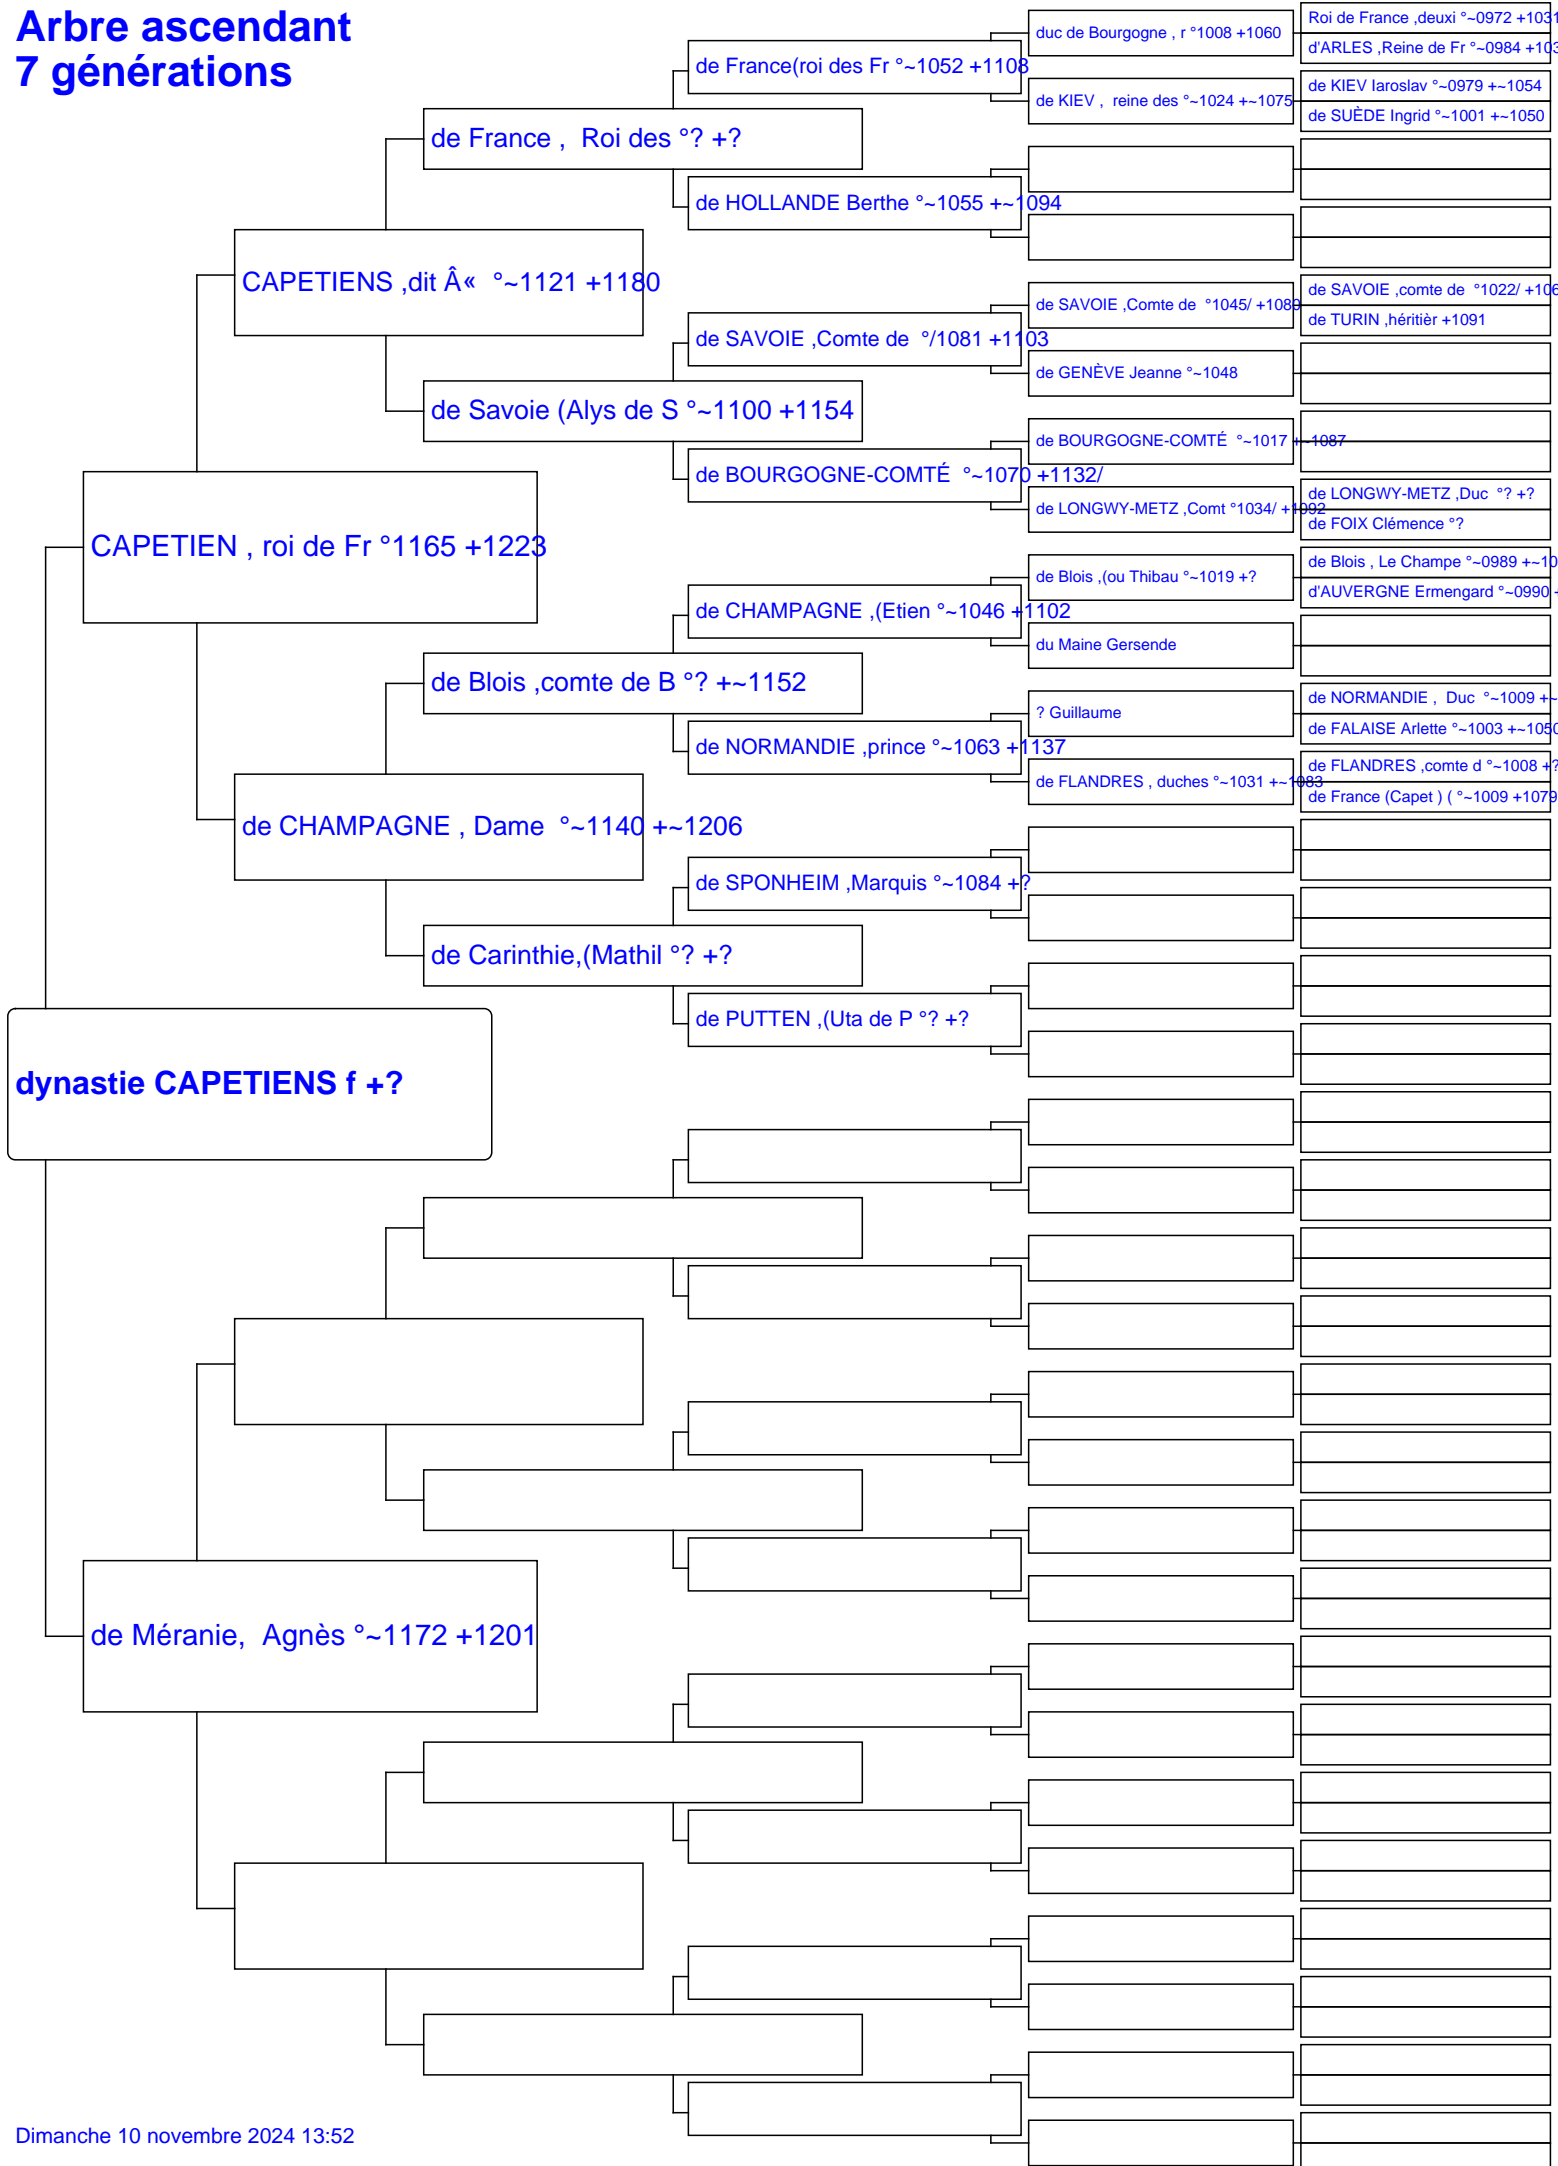 Arbre ascendant
7 générations
duc de Bourgogne , r °1008 +1060
Roi de France ,deuxi °~0972 +1031
d'ARLES ,Reine de Fr °~0984 +103
de France(roi des Fr °~1052 +1108
de KIEV ,  reine des °~1024 +~1075
de KIEV Iaroslav °~0979 +~1054
de SUÈDE Ingrid °~1001 +~1050
de France ,  Roi des °? +?
de HOLLANDE Berthe °~1055 +~1094
CAPETIENS ,dit Â«  °~1121 +1180
de SAVOIE ,Comte de  °1045/ +1080
de SAVOIE ,comte de  °1022/ +106
de TURIN ,héritièr +1091
de SAVOIE ,Comte de  °/1081 +1103
de GENÈVE Jeanne °~1048
de Savoie (Alys de S °~1100 +1154
de BOURGOGNE-COMTÉ  °~1017 +~1087
de BOURGOGNE-COMTÉ  °~1070 +1132/
de LONGWY-METZ ,Comt °1034/ +1092
de LONGWY-METZ ,Duc  °? +?
de FOIX Clémence °?
CAPETIEN , roi de Fr °1165 +1223
de Blois ,(ou Thibau °~1019 +?
de Blois , Le Champe °~0989 +~10
d'AUVERGNE Ermengard °~0990 +
de CHAMPAGNE ,(Etien °~1046 +1102
du Maine Gersende
de Blois ,comte de B °? +~1152
? Guillaume
de NORMANDIE ,  Duc  °~1009 +~
de FALAISE Arlette °~1003 +~1050
de NORMANDIE ,prince °~1063 +1137
de FLANDRES , duches °~1031 +~1083
de FLANDRES ,comte d °~1008 +?
de France (Capet ) ( °~1009 +1079
de CHAMPAGNE , Dame  °~1140 +~1206
de SPONHEIM ,Marquis °~1084 +?
de Carinthie,(Mathil °? +?
de PUTTEN ,(Uta de P °? +?
dynastie CAPETIENS f +?
de Méranie,  Agnès °~1172 +1201
Dimanche 10 novembre 2024 13:52